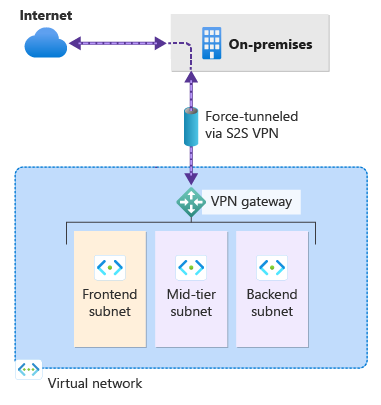 Internet
On-premises
Force-tunneled
via S2S VPN
VPN gateway
Frontend
subnet
Mid-tier
subnet
Backend
subnet
Virtual network